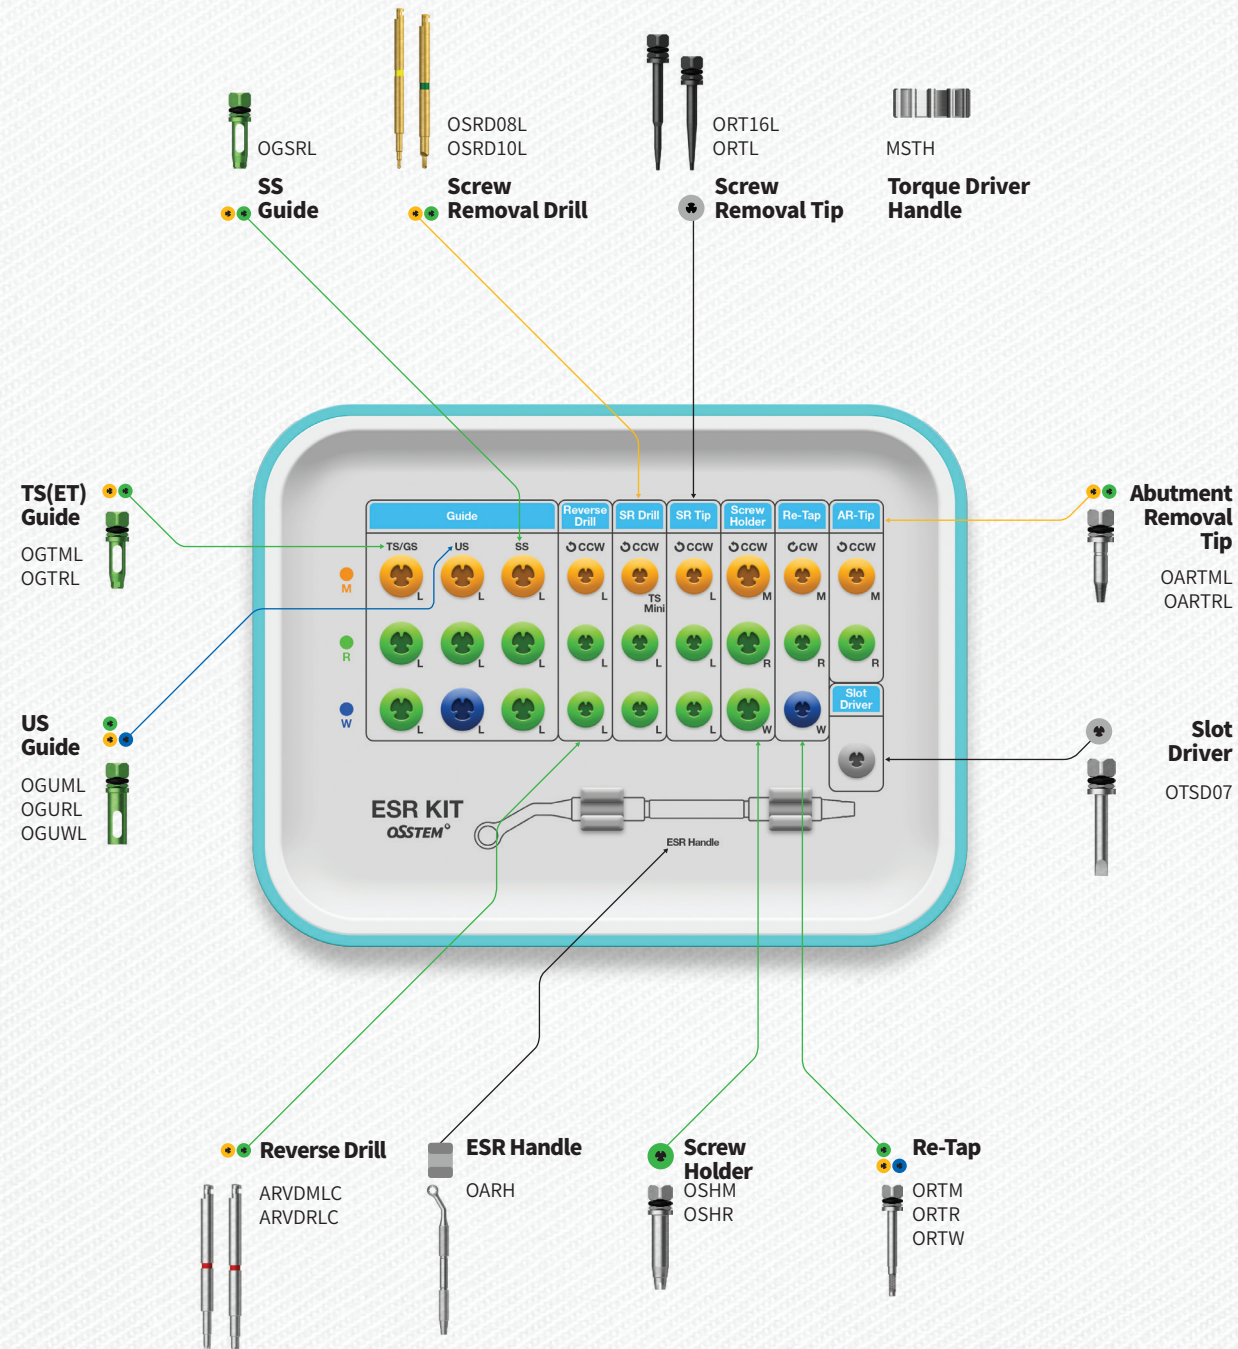 OGSRL
SS
Guide
OSRD08L
OSRD10L
Screw
Removal Drill
ORT16L
ORTL
Screw
Removal Tip
MSTH
Torque Driver
Handle
TS(ET)
Guide
OGTML
OGTRL
US
Guide
OGUML
OGURL
OGUWL
Abutment
Removal
Tip
OARTML
OARTRL
Slot
Driver
OTSD07
Guide
Reverse
Drill
SR Drill
SR Tip
Screw
Holder
Re-Tap
AR-Tip
TS/GS
US
SS
CCW
CCW
CCW
CCW
CW
CCW
M
L
L
L
L
TS
Mini
L
M
M
M
R
L
L
L
L
L
L
R
R
R
W
L
L
L
L
L
L
W
W
Slot
Driver
ESR KIT
OSSTEM
ESR Handle
Reverse Drill
ARVDMLC
ARVDRLC
ESR Handle
OARH
Screw
Holder
OSHM
OSHR
Re-Tap
ORTM
ORTR
ORTW